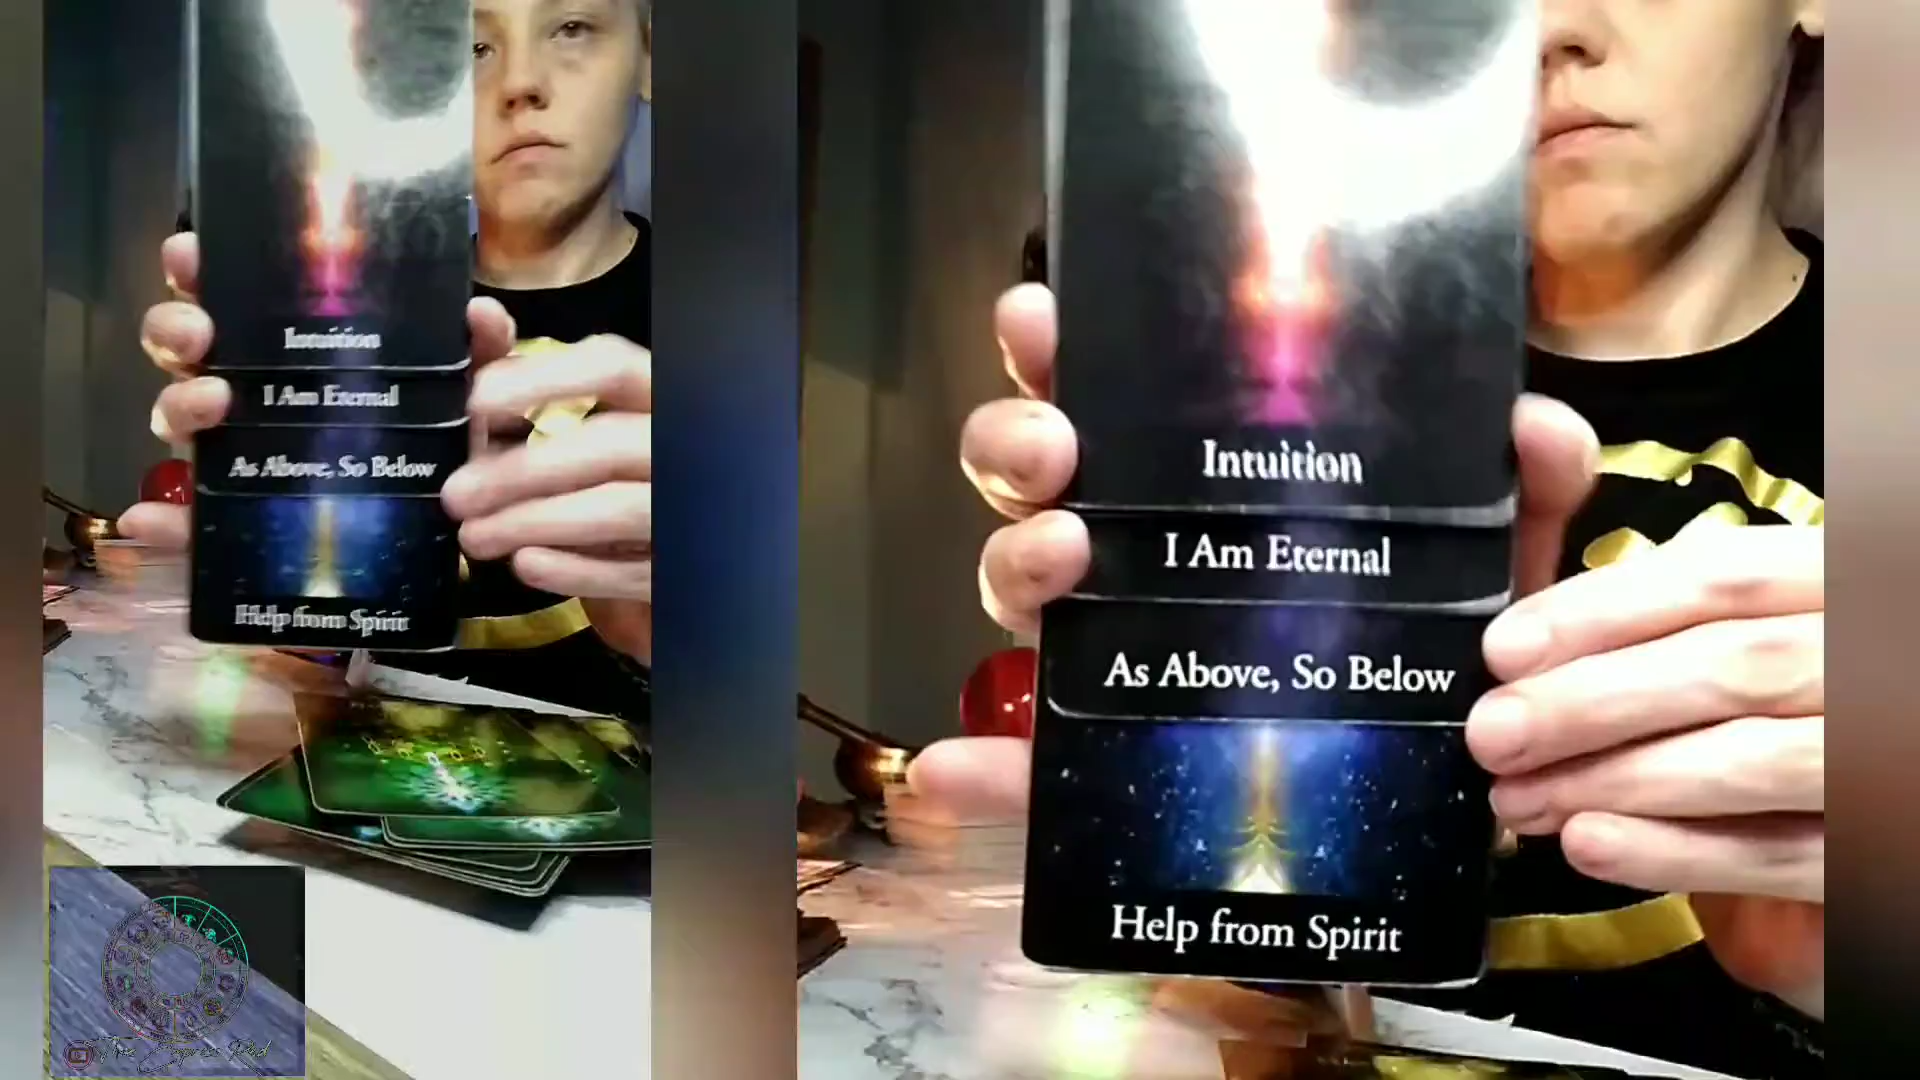 Intuition
I Am Eternal
As Above, So Below
Help from Spirit
Intuition
I Am Eternal
As Above, So Below
Help from Spirit